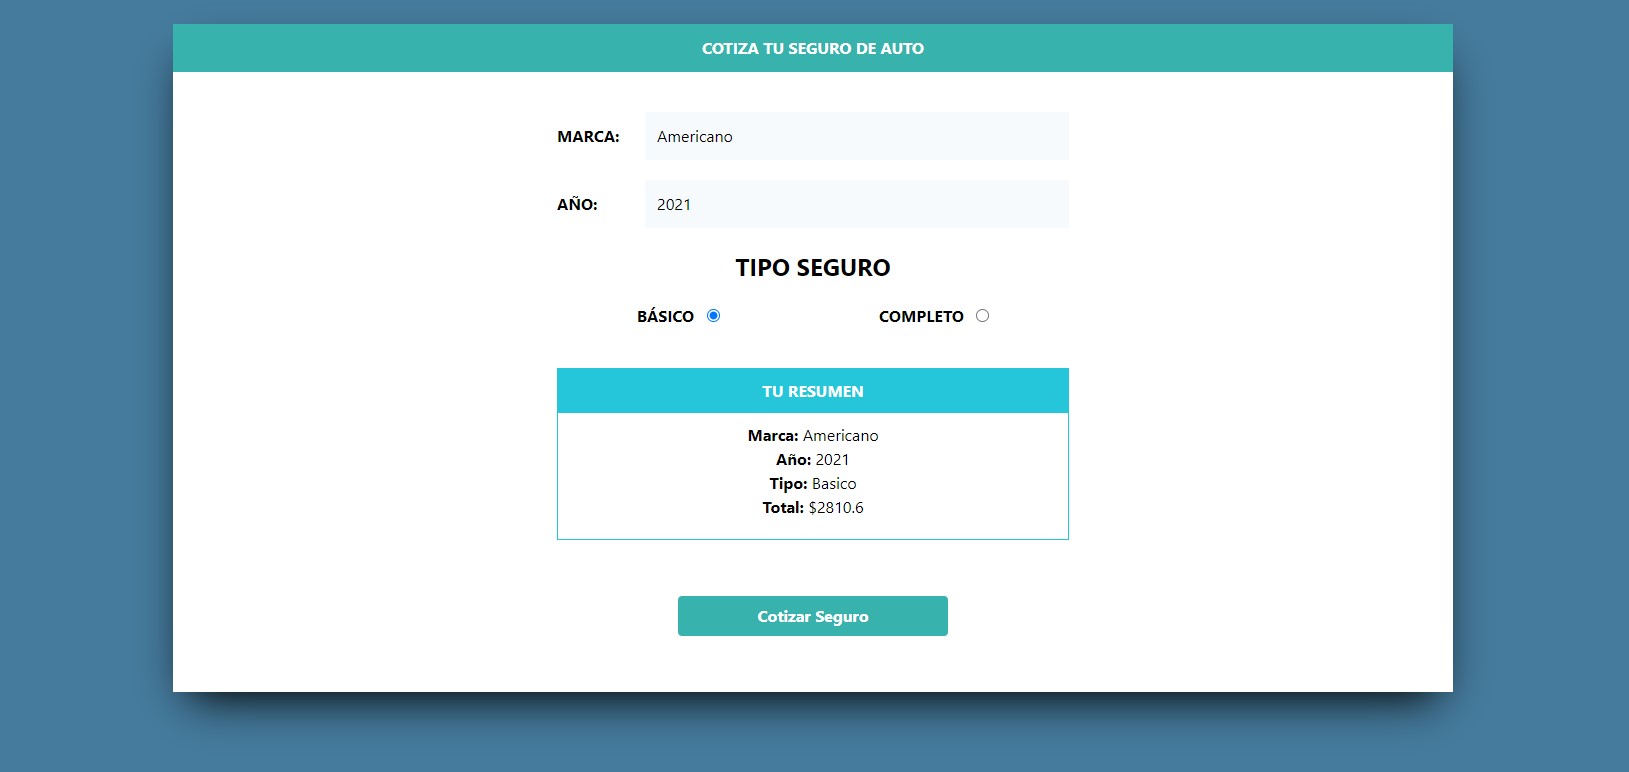 COTIZA TU SEGURO DE AUTO
MARCA: Americano
AÑO: 2021
TIPO SEGURO
BÁSICO COMPLETO
TU RESUMEN
Marca: Americano
Año: 2021
Tipo: Basico
Total: $2810.6
Cotizar Seguro